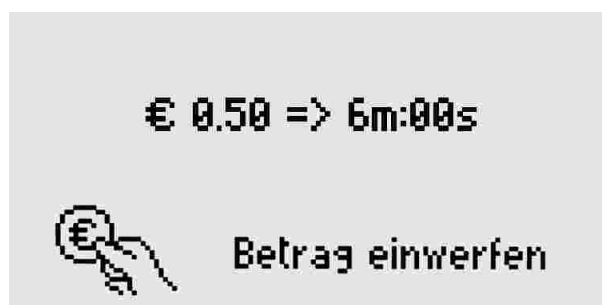 € 0.50 => 6m:00s
€
Betrag einwerfen